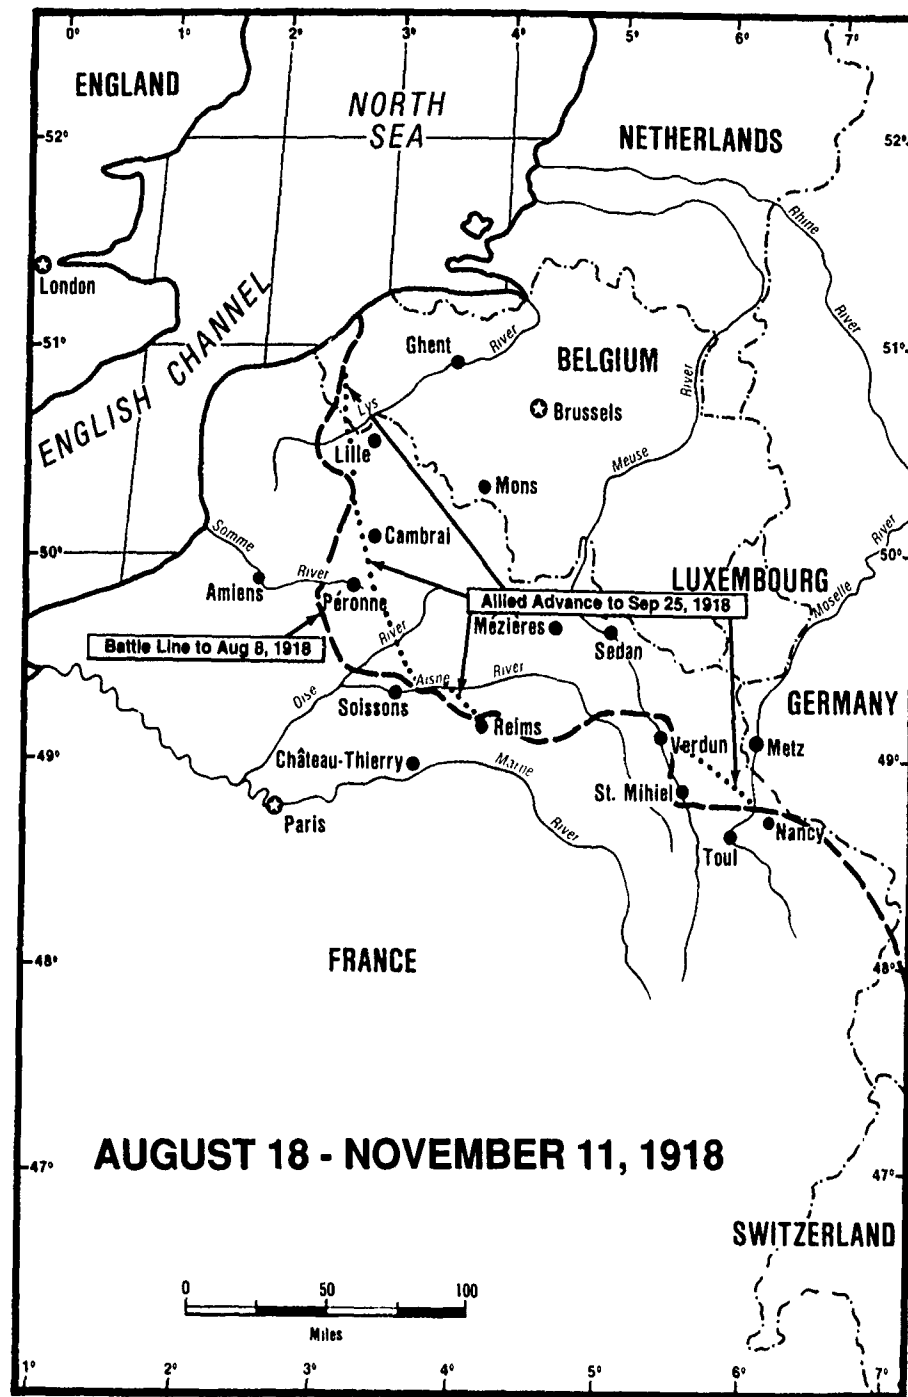 0° 1° 2° 3° 4° 5° 6° 7°
ENGLAND
NORTH
SEA
NETHERLANDS
52° 52°
Rhine
River
London
ENGLISH CHANNEL
51° 51°
Ghent
River
BELGIUM
River
Brussels
Lys
Lille
Meuse
Mons
Somme
Cambrai
River
50° 50°
Amiens
River
Péronne
LUXEMBOURG
Moselle
Allied Advance to Sep 25, 1918
Mézières
Sedan
Battle Line to Aug 8, 1918
River
Oise
Aisne
River
Soissons
GERMANY
Reims
49° 49°
Château-Thierry
Marne
Verdun
Metz
St. Mihiel
Paris
River
Nancy
Toul
FRANCE
48° 48°
AUGUST 18 - NOVEMBER 11, 1918
47° 47°
SWITZERLAND
0 50 100
Miles
1° 2° 3° 4° 5° 6° 7°